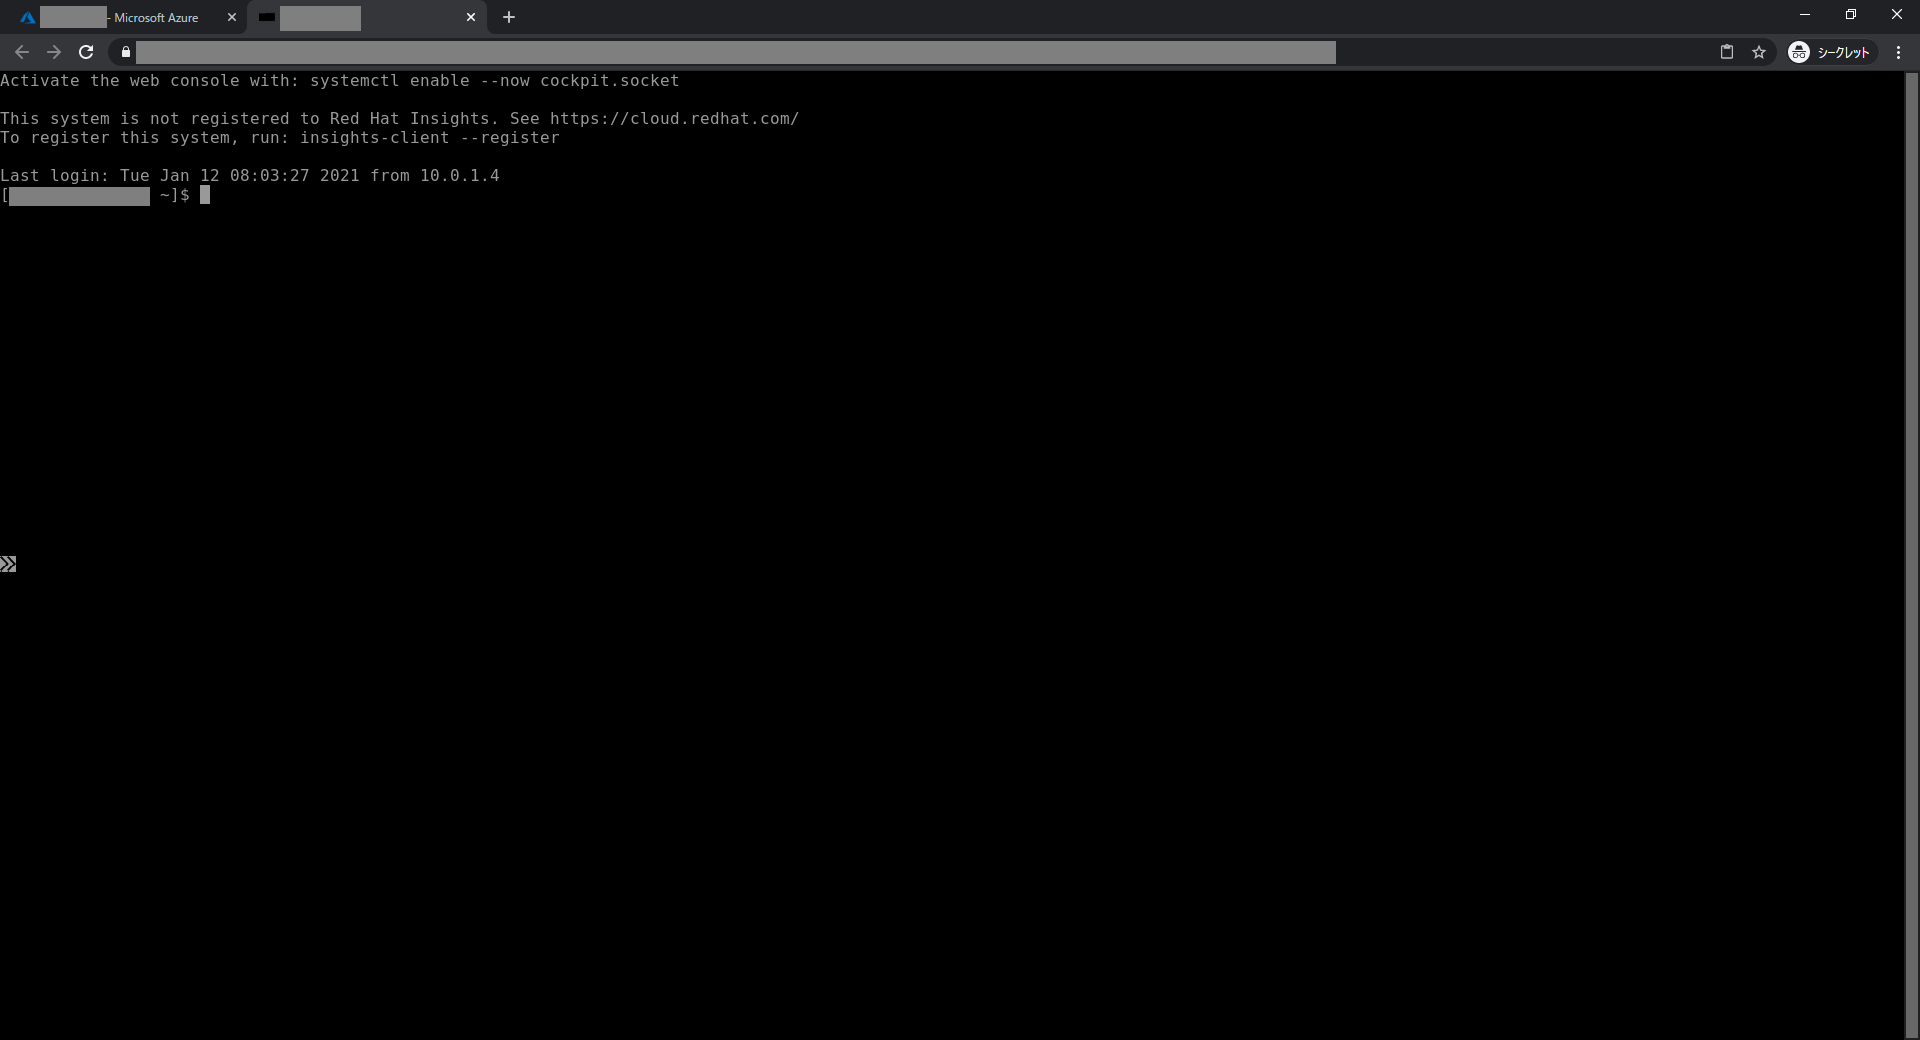 - Microsoft Azure
シークレット
Activate the web console with: systemctl enable --now cockpit.socket
This system is not registered to Red Hat Insights. See https://cloud.redhat.com/
To register this system, run: insights-client --register
Last login: Tue Jan 12 08:03:27 2021 from 10.0.1.4
[ ~]$